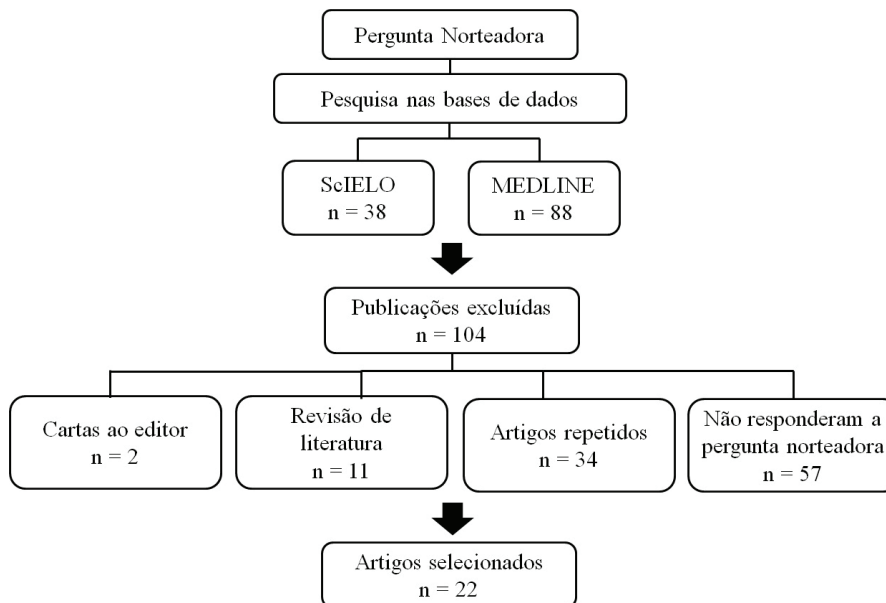 Pergunta Norteadora
Pesquisa nas bases de dados
ScIELO
n = 38
MEDLINE
n = 88
Publicações excluídas
n = 104
Cartas ao editor
n = 2
Revisão de
literatura
n = 11
Artigos repetidos
n = 34
Não responderam a
pergunta norteadora
n = 57
Artigos selecionados
n = 22